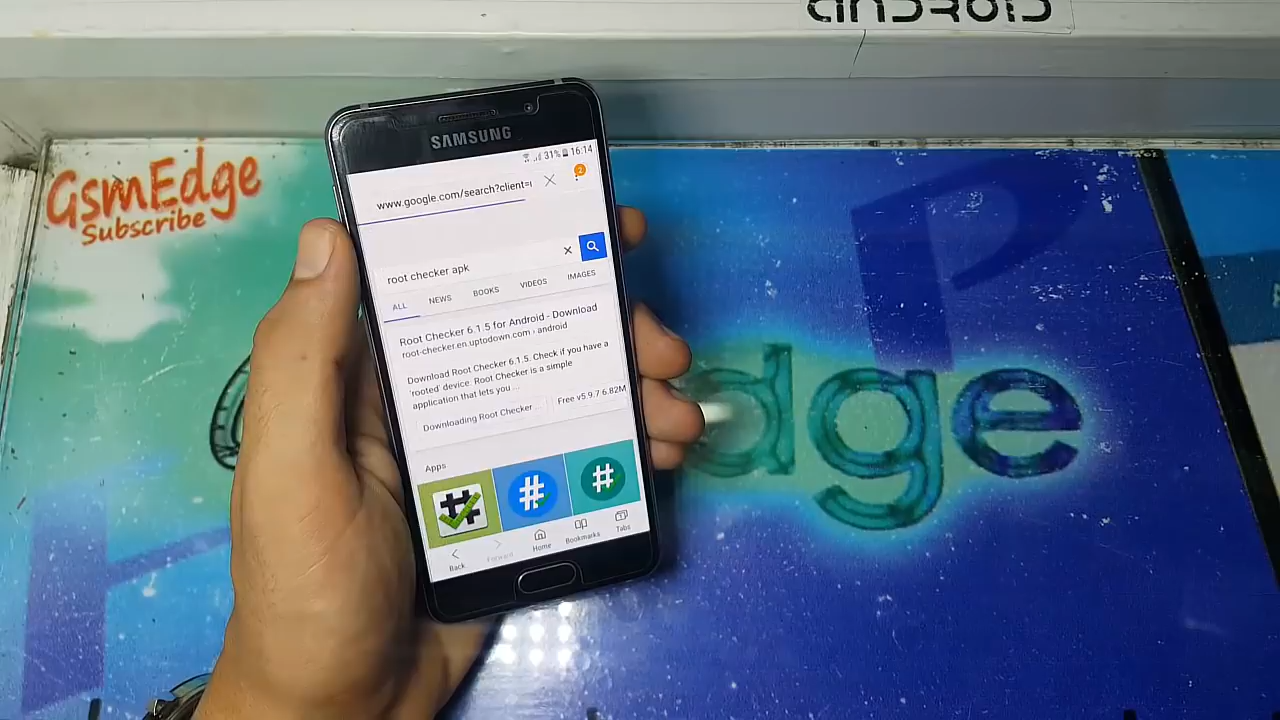 ANDROID
GsmEdge
Subscribe
SAMSUNG
31% 16:14
www.google.com/search?client=
2
root checker apk
ALL NEWS BOOKS VIDEOS IMAGES
Root Checker 6.1.5 for Android - Download
root-checker.en.uptodown.com › android
Download Root Checker 6.1.5. Check if you have a
'rooted' device. Root Checker is a simple
application that lets you ...
Downloading Root Checker ... Free v5.9.7 6.82M
Apps
Back Forward Home Bookmarks Tabs
dge